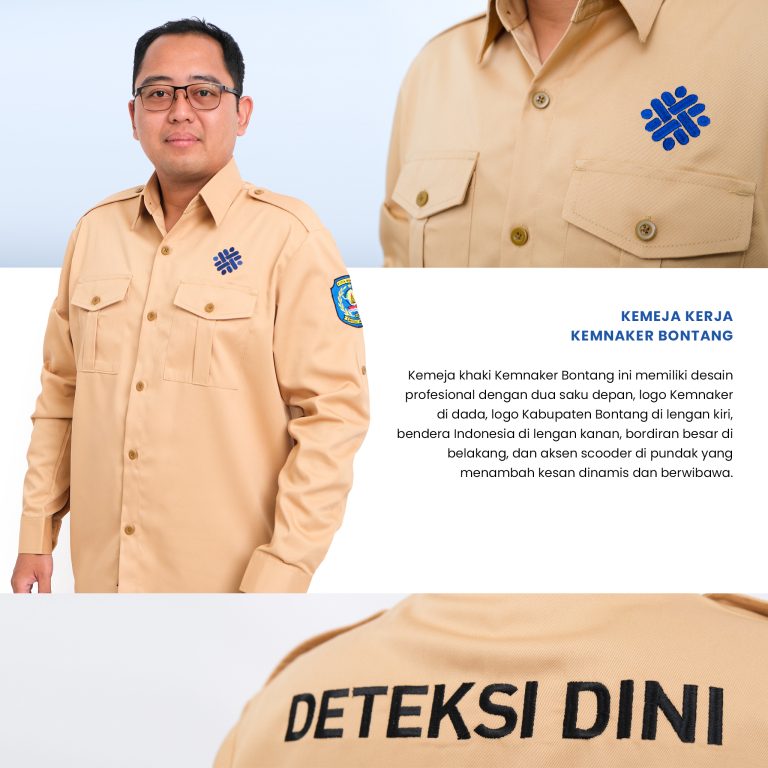 KEMEJA KERJA
KEMNAKER BONTANG
Kemeja khaki Kemnaker Bontang ini memiliki desain
profesional dengan dua saku depan, logo Kemnaker
di dada, logo Kabupaten Bontang di lengan kiri,
bendera Indonesia di lengan kanan, bordiran besar di
belakang, dan aksen scooder di pundak yang
menambah kesan dinamis dan berwibawa.
DETEKSI DINI